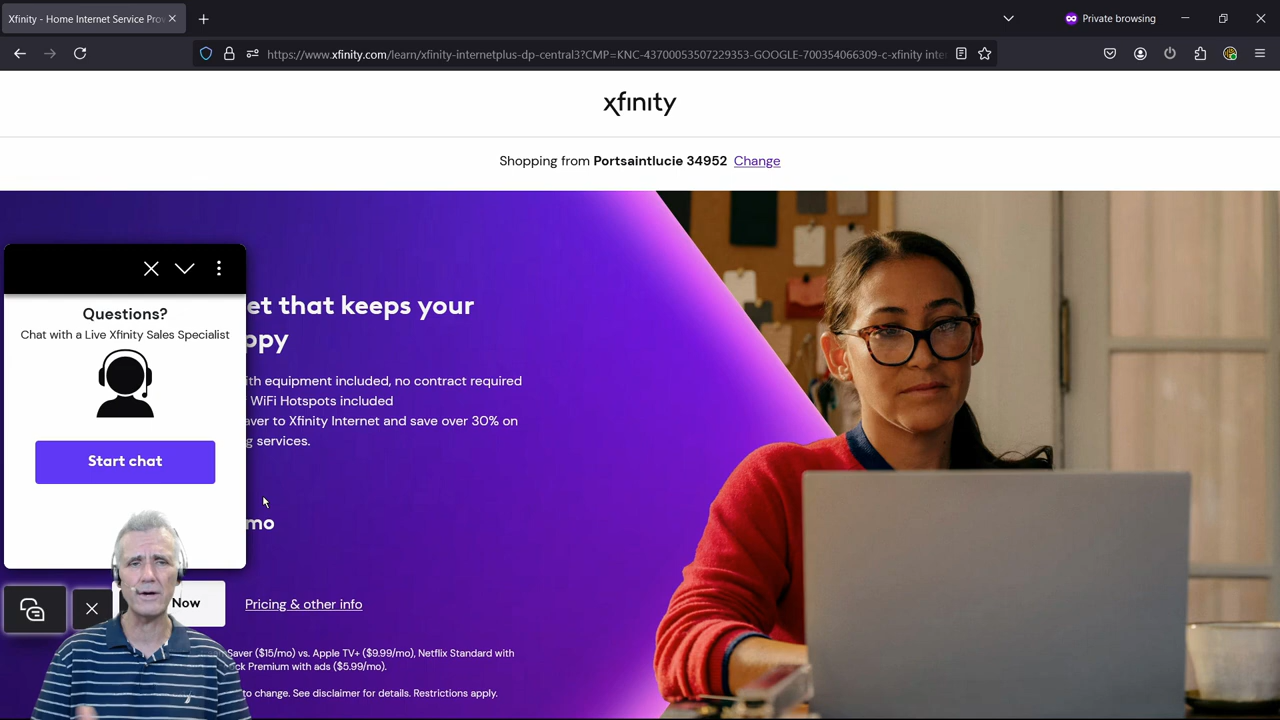 Xfinity - Home Internet Service Prov
Private browsing
https://www.xfinity.com/learn/xfinity-internetplus-dp-central3?CMP=KNC-43700053507229353-GOOGLE-700354066309-c-xfinity inte
xfinity
Shopping from Portsaintlucie 34952 Change
et that keeps your
ppy
ith equipment included, no contract required
WiFi Hotspots included
aver to Xfinity Internet and save over 30% on
g services.
mo
Now
Pricing & other info
Saver ($15/mo) vs. Apple TV+ ($9.99/mo), Netflix Standard with
ck Premium with ads ($5.99/mo).
to change. See disclaimer for details. Restrictions apply.
Questions?
Chat with a Live Xfinity Sales Specialist
Start chat